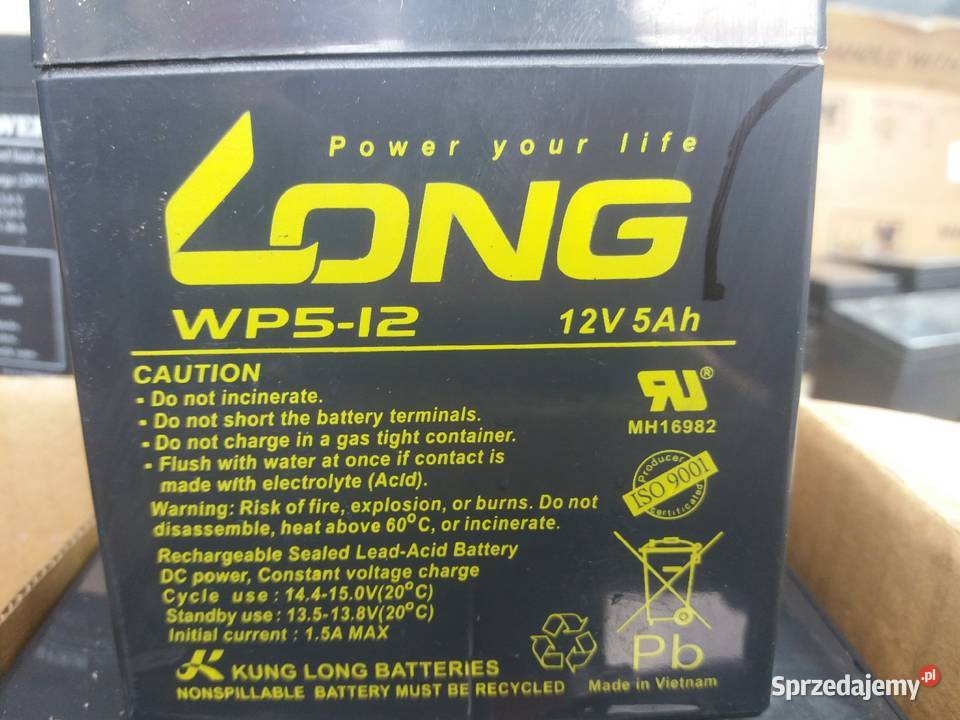 Power your life
LONG
WP5-12
12V 5Ah
CAUTION
- Do not incinerate.
- Do not short the battery terminals.
- Do not charge in a gas tight container.
- Flush with water at once if contact is
made with electrolyte (Acid).
Warning: Risk of fire, explosion, or burns. Do not
disassemble, heat above 60°C, or incinerate.
Rechargeable Sealed Lead-Acid Battery
DC power, Constant voltage charge
Cycle use : 14.4-15.0V(20°C)
Standby use : 13.5-13.8V(20°C)
Initial current : 1.5A MAX
KUNG LONG BATTERIES
NONSPILLABLE BATTERY MUST BE RECYCLED
RU®
MH16982
Producer
ISO 9001
certificated
Pb
Made in Vietnam
Sprzedajemy.pl